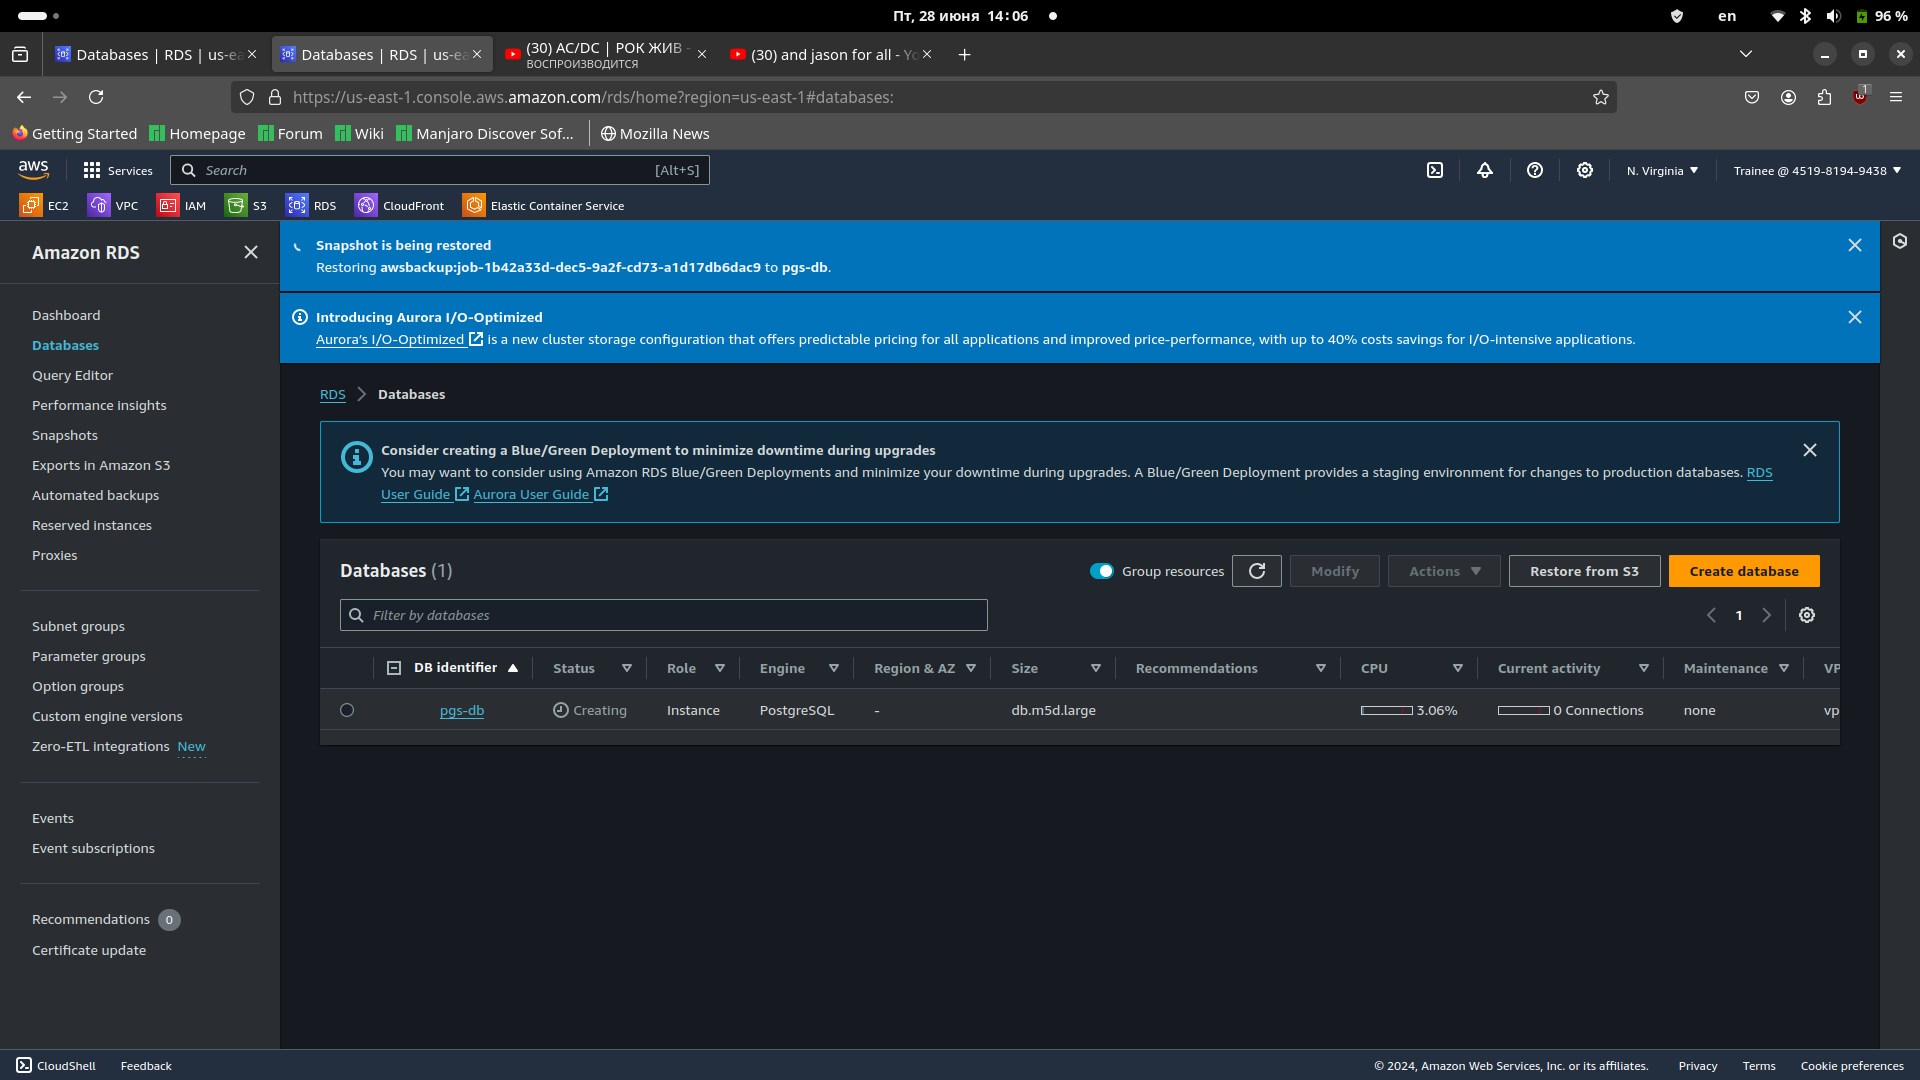 Пт, 28 июня 14:06
en
96 %
Databases | RDS | us-ea
Databases | RDS | us-ea
(30) AC/DC | РОК ЖИВ -
ВОСПРОИЗВОДИТСЯ
(30) and jason for all - Yo
https://us-east-1.console.aws.amazon.com/rds/home?region=us-east-1#databases:
1
Getting Started
Homepage
Forum
Wiki
Manjaro Discover Sof...
Mozilla News
aws
Services
Search
[Alt+S]
N. Virginia
Trainee @ 4519-8194-9438
EC2
VPC
IAM
S3
RDS
CloudFront
Elastic Container Service
Amazon RDS
Dashboard
Databases
Query Editor
Performance insights
Snapshots
Exports in Amazon S3
Automated backups
Reserved instances
Proxies
Subnet groups
Parameter groups
Option groups
Custom engine versions
Zero-ETL integrations New
Events
Event subscriptions
Recommendations 0
Certificate update
Snapshot is being restored
Restoring awsbackup:job-1b42a33d-dec5-9a2f-cd73-a1d17db6dac9 to pgs-db.
Introducing Aurora I/O-Optimized
Aurora's I/O-Optimized is a new cluster storage configuration that offers predictable pricing for all applications and improved price-performance, with up to 40% costs savings for I/O-intensive applications.
RDS
Databases
Consider creating a Blue/Green Deployment to minimize downtime during upgrades
You may want to consider using Amazon RDS Blue/Green Deployments and minimize your downtime during upgrades. A Blue/Green Deployment provides a staging environment for changes to production databases. RDS
User Guide Aurora User Guide
Databases (1)
Group resources
Modify
Actions
Restore from S3
Create database
Filter by databases
1
DB identifier
Status
Role
Engine
Region & AZ
Size
Recommendations
CPU
Current activity
Maintenance
VP
pgs-db
Creating
Instance
PostgreSQL
-
db.m5d.large
3.06%
0 Connections
none
vp
CloudShell
Feedback
© 2024, Amazon Web Services, Inc. or its affiliates.
Privacy
Terms
Cookie preferences